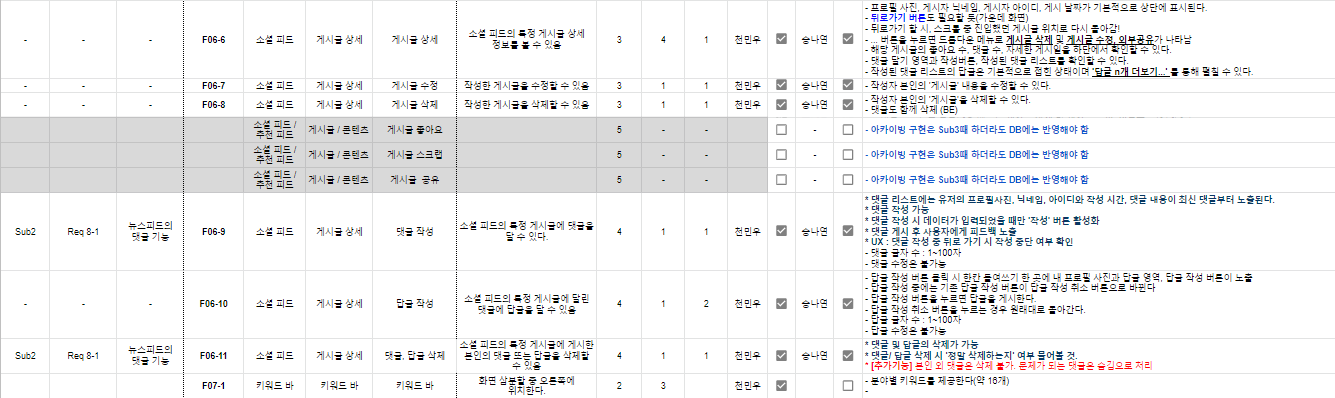 - 프로필 사진, 게시자 닉네임, 게시자 아이디, 게시 날짜가 기본적으로 상단에 표시된다.
- 뒤로가기 버튼도 필요할 듯(가운데 화면)
- 뒤로가기 할 시, 스크롤 중 진입했던 게시글 위치로 다시 돌아감!
- ... 버튼을 누르면 드롭다운 메뉴로 게시글 삭제 및 게시글 수정, 외부공유가 나타남
- 해당 게시글의 좋아요 수, 댓글 수, 자세한 게시일을 하단에서 확인할 수 있다.
- 댓글 달기 영역과 작성버튼, 작성된 댓글 리스트를 확인할 수 있다.
- 작성된 댓글 리스트의 답글은 기본적으로 접힌 상태이며 '답글 n개 더보기...' 를 통해 펼칠 수 있다.
- - - F06-6 소셜 피드 게시글 상세 게시글 상세 소셜 피드의 특정 게시글 상세
정보를 볼 수 있음 3 4 1 천민우 승나연
- - - F06-7 소셜 피드 게시글 상세 게시글 수정 작성한 게시글을 수정할 수 있음 3 1 1 천민우 승나연 - 작성자 본인의 '게시글' 내용을 수정할 수 있다.
- - - F06-8 소셜 피드 게시글 상세 게시글 삭제 작성한 게시글을 삭제할 수 있음 3 1 1 천민우 승나연 - 작성자 본인의 '게시글'을 삭제할 수 있다.
- 댓글도 함께 삭제 (BE)
소셜 피드 /
추천 피드 게시글 / 콘텐츠 게시글 좋아요 5 - - - - 아카이빙 구현은 Sub3때 하더라도 DB에는 반영해야 함
소셜 피드 /
추천 피드 게시글 / 콘텐츠 게시글 스크랩 5 - - - - 아카이빙 구현은 Sub3때 하더라도 DB에는 반영해야 함
소셜 피드 /
추천 피드 게시글 / 콘텐츠 게시글 공유 5 - - - - 아카이빙 구현은 Sub3때 하더라도 DB에는 반영해야 함
Sub2 Req 8-1 뉴스피드의
댓글 기능 F06-9 소셜 피드 게시글 상세 댓글 작성 소셜 피드의 특정 게시글에 댓글을
달 수 있다. 4 1 1 천민우 승나연
* 댓글 리스트에는 유저의 프로필사진, 닉네임, 아이디와 작성 시간, 댓글 내용이 최신 댓글부터 노출된다.
* 댓글 작성 가능
* 댓글 작성 시 데이터가 입력되었을 때만 '작성' 버튼 활성화
* 댓글 게시 후 사용자에게 피드백 노출
* UX : 댓글 작성 중 뒤로 가기 시 작성 중단 여부 확인
- 댓글 글자 수 : 1~100자
- 댓글 수정은 불가능
- - - F06-10 소셜 피드 게시글 상세 답글 작성 소셜 피드의 특정 게시글에 달린
댓글에 답글을 달 수 있음 4 1 2 천민우 승나연
- 답글 작성 버튼 클릭 시 한칸 들여쓰기 한 곳에 내 프로필 사진과 답글 영역, 답글 작성 버튼이 노출
- 답글 작성 중에는 기존 답글 작성 버튼이 답글 작성 취소 버튼으로 바뀐다
- 답글 작성 버튼을 누르면 답글을 게시한다.
- 답글 작성 취소 버튼을 누르는 경우 원래대로 돌아간다.
- 답글 글자 수 : 1~100자
- 답글 수정은 불가능
Sub2 Req 8-1 뉴스피드의
댓글 기능 F06-11 소셜 피드 게시글 상세 댓글, 답글 삭제 소셜 피드의 특정 게시글에 게시한
본인의 댓글 또는 답글을 삭제할
수 있음 4 1 1 천민우 승나연
* 댓글 및 답글의 삭제가 가능
* 댓글/ 답글 삭제 시 '정말 삭제하는지' 여부 물어볼 것.
* [추가기능] 본인 외 댓글은 삭제 불가. 문제가 되는 댓글은 숨김으로 처리
F07-1 키워드 바 키워드 바 키워드 바 화면 삼분할 중 오른쪽에
위치한다. 2 3 천민우 - 분야별 키워드를 제공한다(약 16개)
-